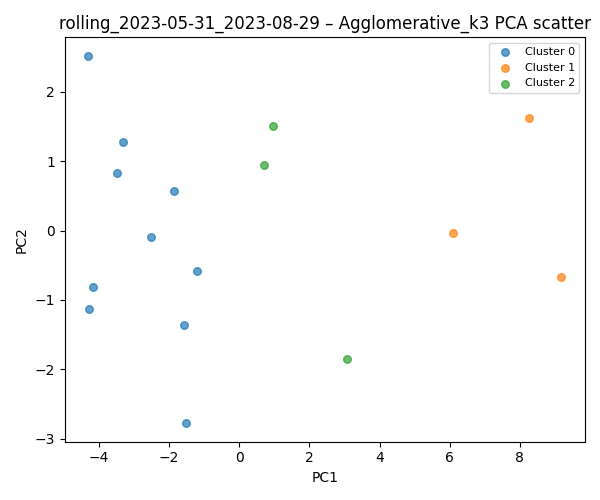 rolling_2023-05-31_2023-08-29 – Agglomerative_k3 PCA scatter
Cluster 0
Cluster 1
Cluster 2
2
1
0
−1
−2
−3
PC2
−4
−2
0
2
4
6
8
PC1